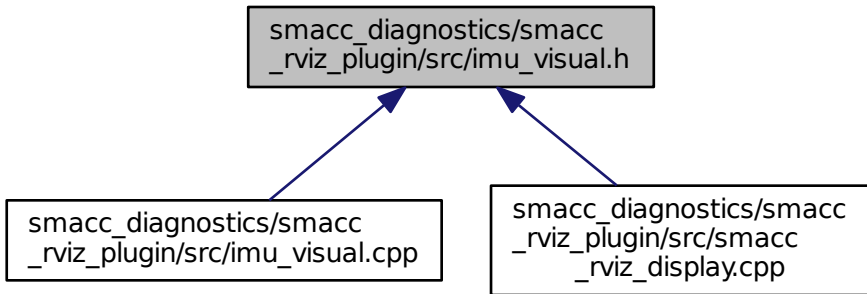 smacc_diagnostics/smacc
_rviz_plugin/src/imu_visual.h
smacc_diagnostics/smacc
_rviz_plugin/src/imu_visual.cpp
smacc_diagnostics/smacc
_rviz_plugin/src/smacc
_rviz_display.cpp